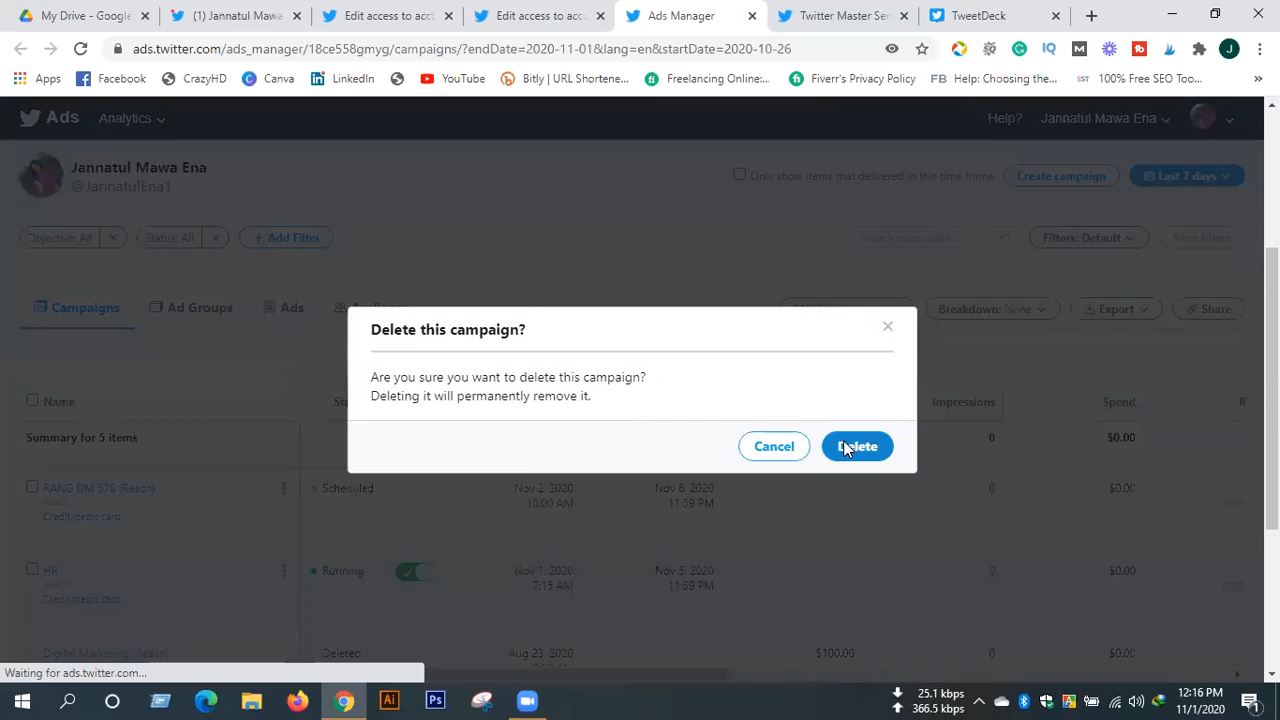 My Drive - Google
(1) Jannatul Mawa
Edit access to acc
Edit access to acc
Ads Manager
Twitter Master Ser
TweetDeck
ads.twitter.com/ads_manager/18ce558gmyg/campaigns/?endDate=2020-11-01&lang=en&startDate=2020-10-26
Apps
Facebook
CrazyHD
Canva
LinkedIn
YouTube
Bitly | URL Shortene...
Freelancing Online:...
Fiverr's Privacy Policy
FB Help: Choosing the...
100% Free SEO Too...
Ads Analytics
Help? Jannatul Mawa Ena
Jannatul Mawa Ena
@JannatulEna1
Only show items that delivered in this time frame
Create campaign
Last 7 days
Objective: All
Status: All
+ Add Filter
Search campaigns
Filters: Default
Save Filter
Campaigns
Ad Groups
Ads
Breakdown: None
Export
Share
Delete this campaign?
Are you sure you want to delete this campaign?
Deleting it will permanently remove it.
Cancel
Delete
Name
Impressions
Spend
Summary for 5 items
0
$0.00
RANG DM 578 (Reach)
Scheduled
Nov 2, 2020
Nov 6, 2020
0
$0.00
10:00 AM
11:59 PM
Credit/debit card
HB
Running
Nov 1, 2020
Nov 5, 2020
0
$0.00
7:15 AM
11:59 PM
Credit/debit card
Digital Marketing (Reach)
Deleted
Aug 23, 2020
$100.00
0
$0.00
Waiting for ads.twitter.com...
25.1 kbps
366.5 kbps
12:16 PM
11/1/2020